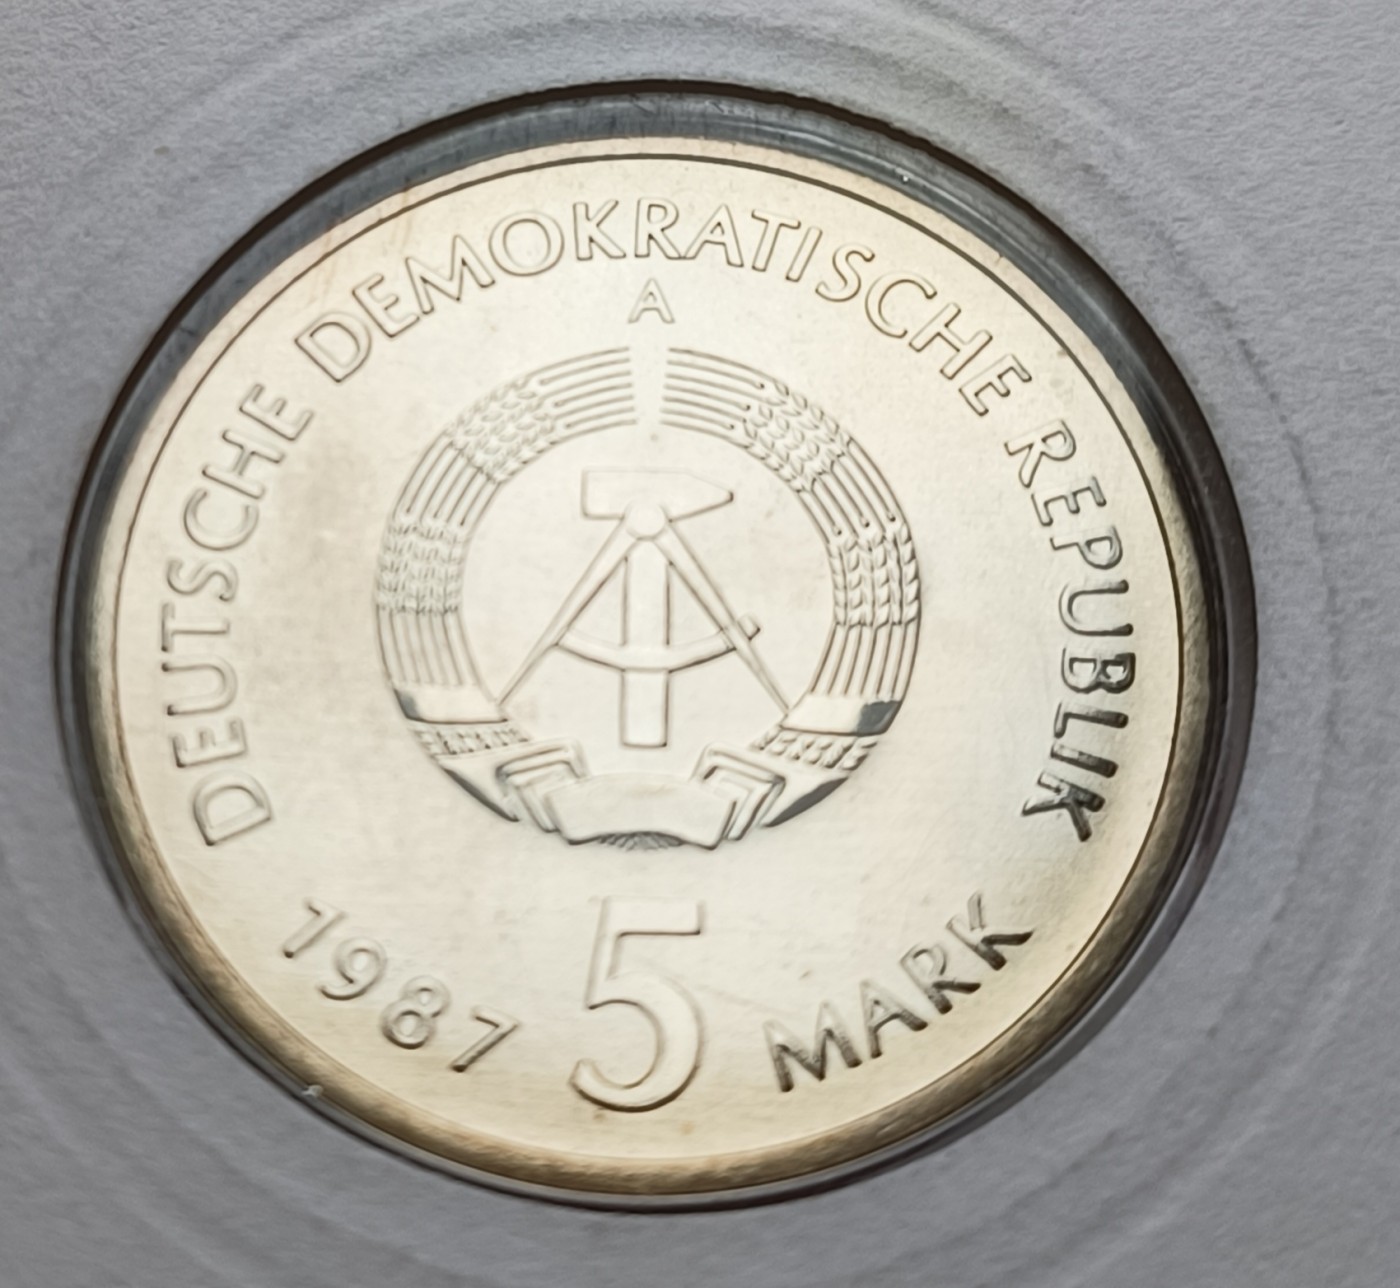 DEUTSCHE DEMOKRATISCHE REPUBLIK
A
1987 5 MARK